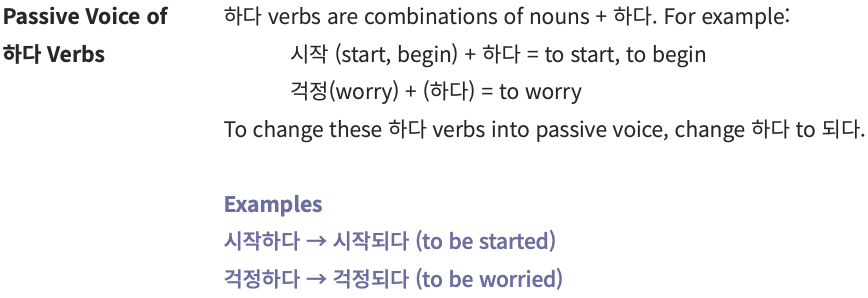 Passive Voice of
하다 Verbs
하다 verbs are combinations of nouns + 하다. For example:
시작 (start, begin) + 하다 = to start, to begin
걱정(worry) + (하다) = to worry
To change these 하다 verbs into passive voice, change 하다 to 되다.
Examples
시작하다 → 시작되다 (to be started)
걱정하다 → 걱정되다 (to be worried)